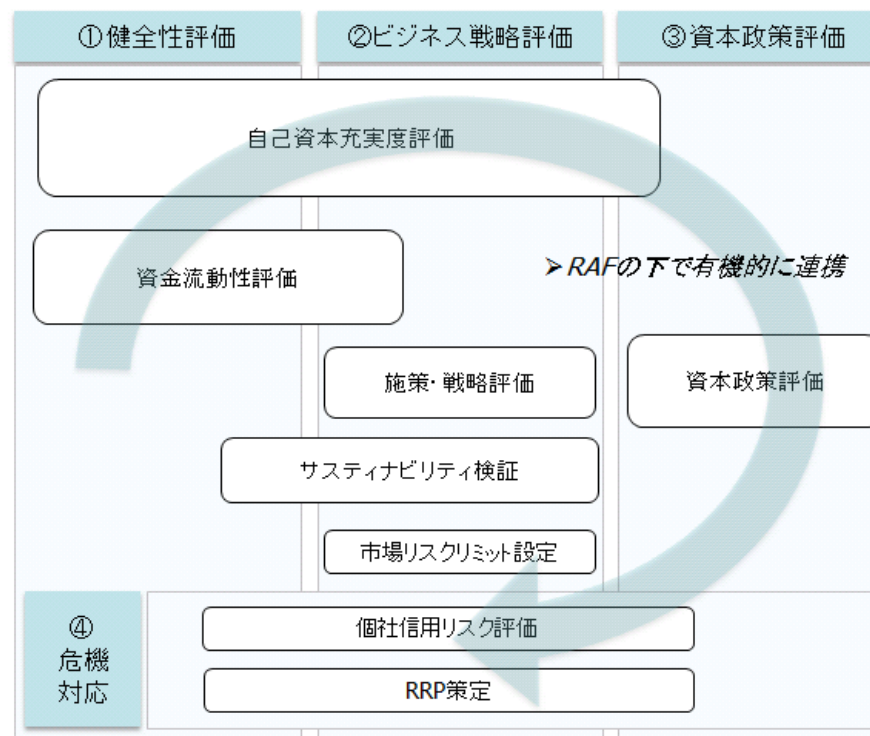 ①健全性評価
②ビジネス戦略評価
③資本政策評価
自己資本充実度評価
資金流動性評価
➢RAFの下で有機的に連携
施策・戦略評価
資本政策評価
サスティナビリティ検証
市場リスクリミット設定
④
危機
対応
個社信用リスク評価
RRP策定